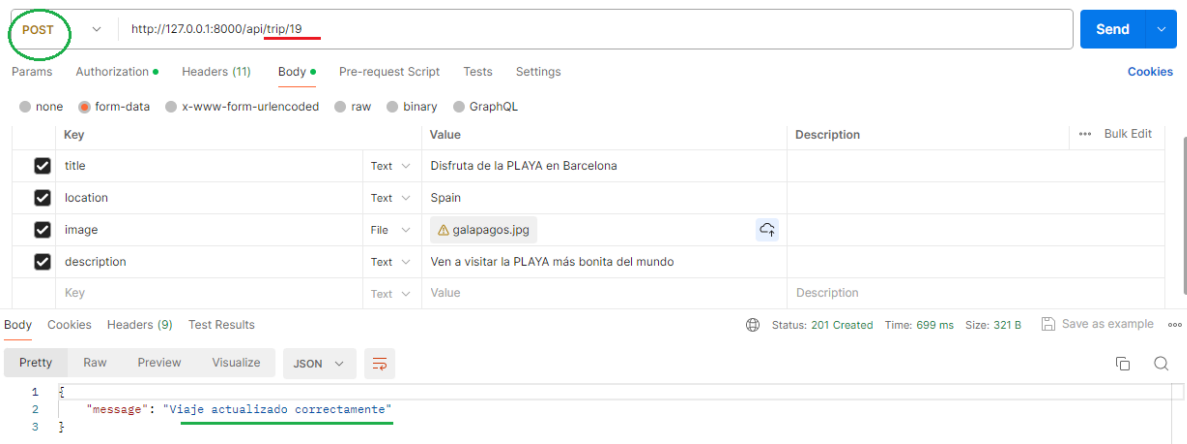 POST http://127.0.0.1:8000/api/trip/19 Send
Params Authorization Headers (11) Body Pre-request Script Tests Settings Cookies
none form-data x-www-form-urlencoded raw binary GraphQL
Key Value Description Bulk Edit
title Text Disfruta de la PLAYA en Barcelona
location Text Spain
image File galapagos.jpg
description Text Ven a visitar la PLAYA más bonita del mundo
Key Text Value Description
Body Cookies Headers (9) Test Results Status: 201 Created Time: 699 ms Size: 321 B Save as example
Pretty Raw Preview Visualize JSON
1 {
2 "message": "Viaje actualizado correctamente"
3 }